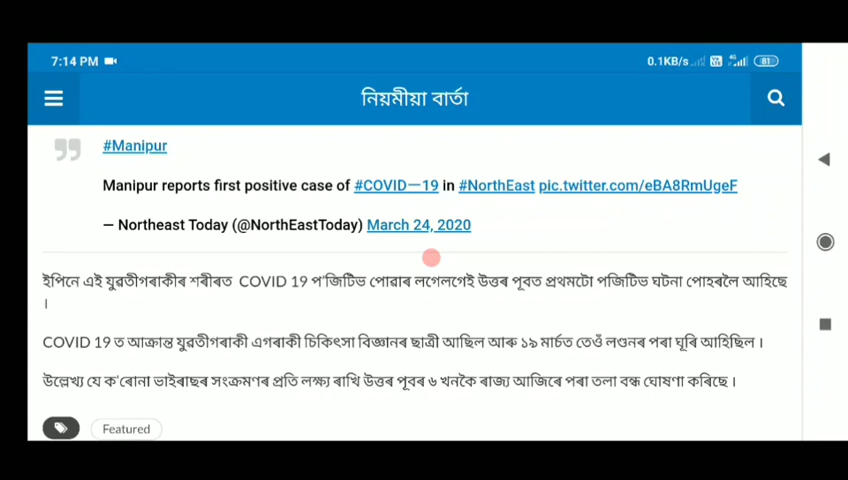 7:14 PM
0.1KB/s 4G 81
নিয়মীয়া বাৰ্তা
#Manipur
Manipur reports first positive case of #COVID—19 in #NorthEast pic.twitter.com/eBA8RmUgeF
— Northeast Today (@NorthEastToday) March 24, 2020
ইপিনে এই যুৱতীগৰাকীৰ শৰীৰত COVID 19 প'জিটিভ পোৱাৰ লগেলগেই উত্তৰ পূবত প্ৰথমটো পজিটিভ ঘটনা পোহৰলৈ আহিছে
।
COVID 19 ত আক্ৰান্ত যুৱতীগৰাকী এগৰাকী চিকিৎসা বিজ্ঞানৰ ছাত্ৰী আছিল আৰু ১৯ মাৰ্চত তেওঁ লণ্ডনৰ পৰা ঘূৰি আহিছিল ।
উল্লেখ্য যে ক'ৰোনা ভাইৰাছৰ সংক্ৰমণৰ প্ৰতি লক্ষ্য ৰাখি উত্তৰ পূবৰ ৬ খনকৈ ৰাজ্য আজিৰে পৰা তলা বন্ধ ঘোষণা কৰিছে ।
Featured